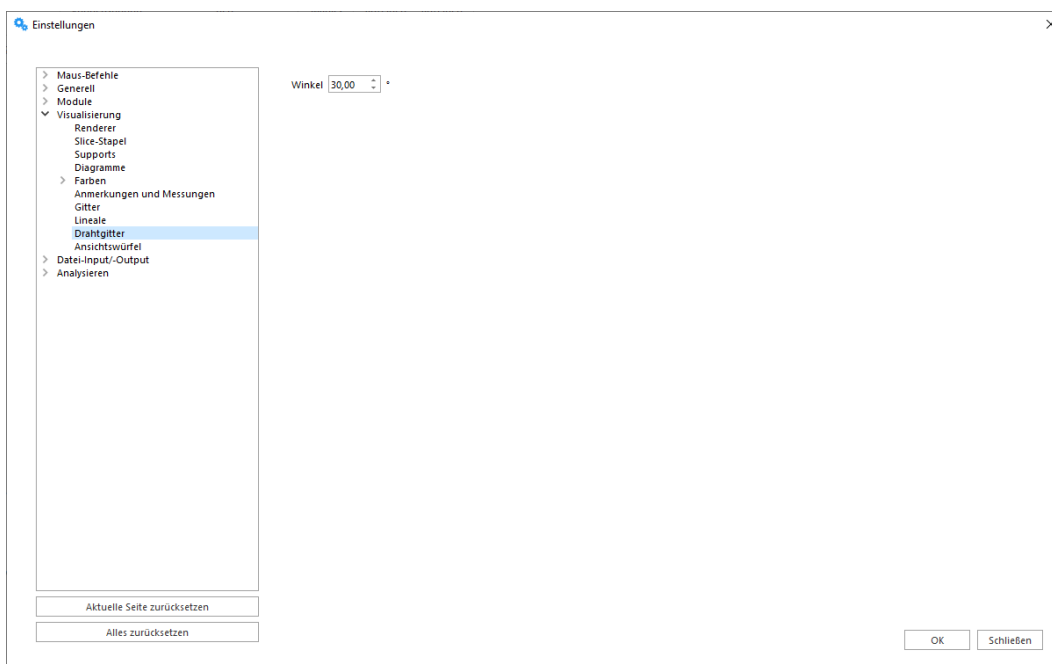 Einstellungen
Maus-Befehle
Generell
Module
Visualisierung
Renderer
Slice-Stapel
Supports
Diagramme
Farben
Anmerkungen und Messungen
Gitter
Lineale
Drahtgitter
Ansichtswürfel
Datei-Input/-Output
Analysieren
Winkel 30,00 °
Aktuelle Seite zurücksetzen
Alles zurücksetzen
OK Schließen